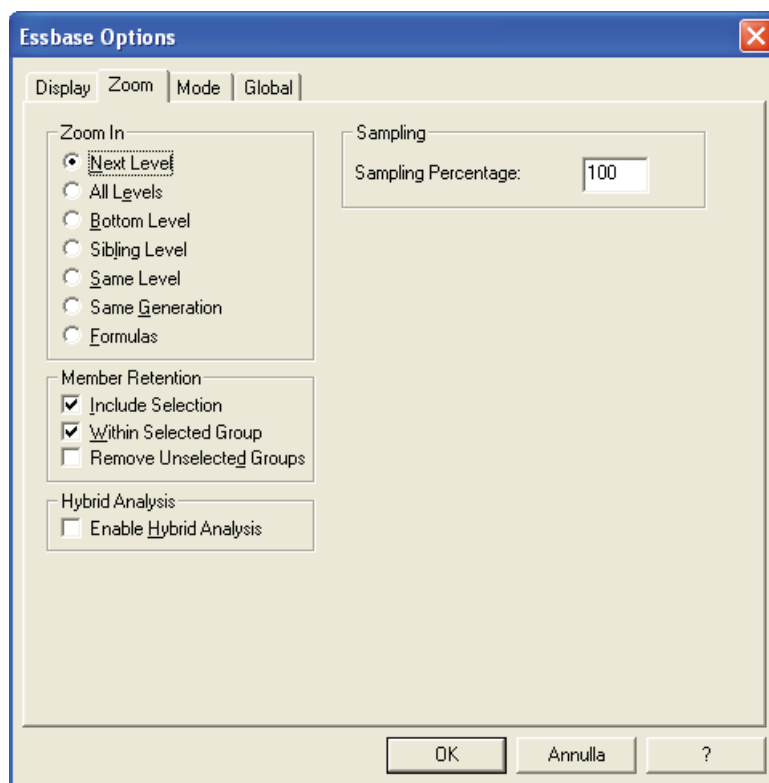 Essbase Options
Display Zoom Mode Global
Zoom In
Next Level
All Levels
Bottom Level
Sibling Level
Same Level
Same Generation
Formulas
Member Retention
Include Selection
Within Selected Group
Remove Unselected Groups
Hybrid Analysis
Enable Hybrid Analysis
Sampling
Sampling Percentage: 100
OK Annulla ?